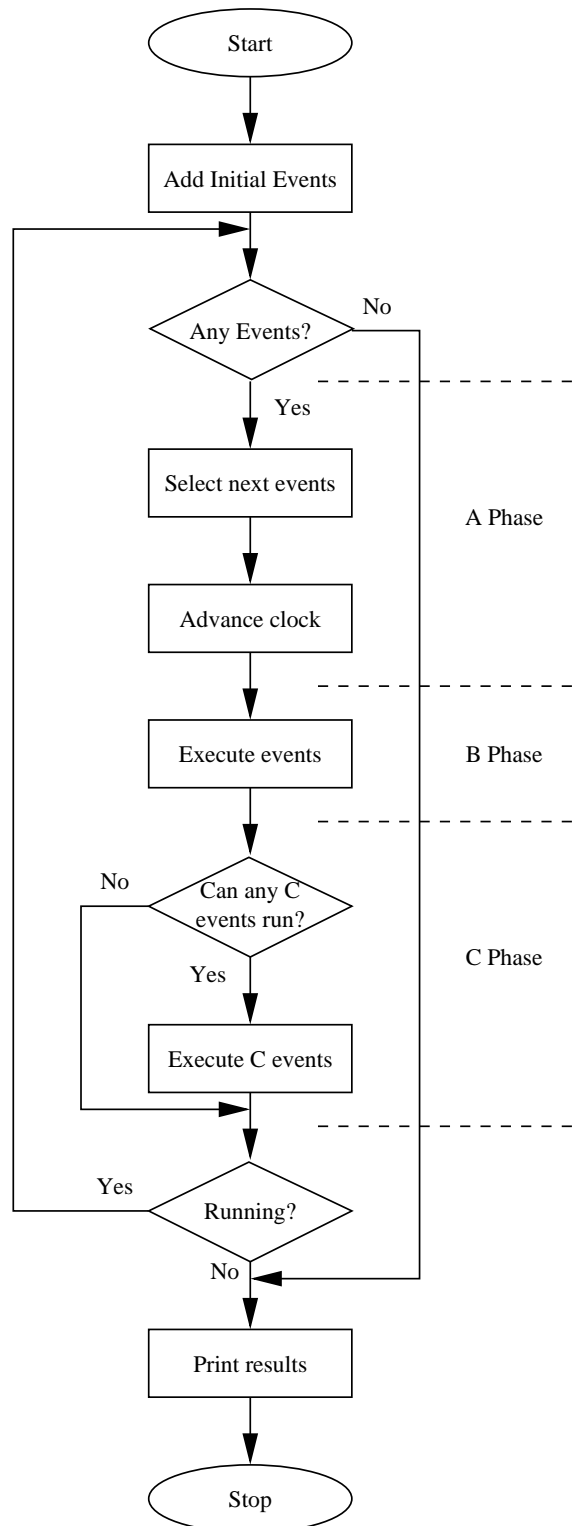 Start
Add Initial Events
No
Any Events?
Yes
Select next events
A Phase
Advance clock
Execute events
B Phase
No
Can any C
events run?
Yes
C Phase
Execute C events
Yes
Running?
No
Print results
Stop